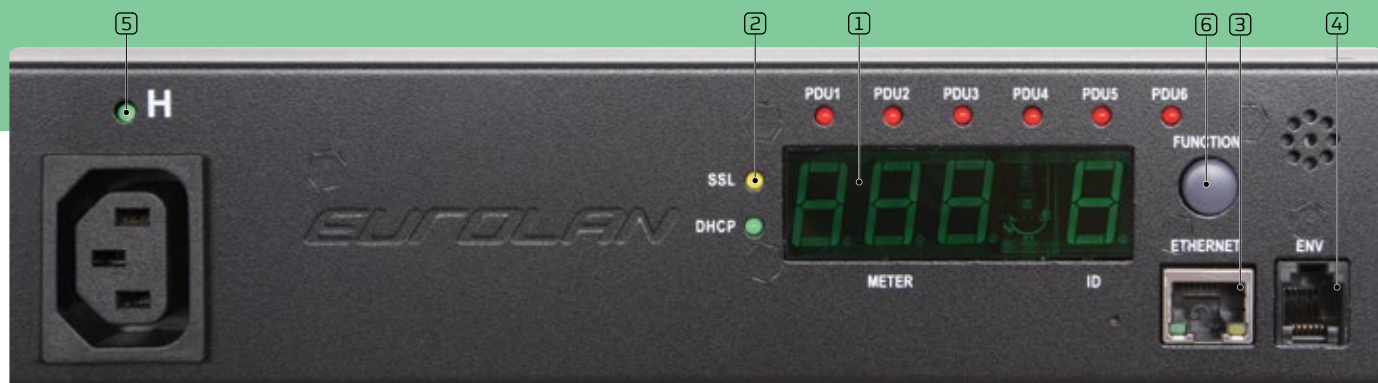 5
2
1
6
3
4
H
PDU1 PDU2 PDU3 PDU4 PDU5 PDU6
FUNCTION
SSL
EUROLAN
DHCP
ETHERNET
ENV
METER
ID